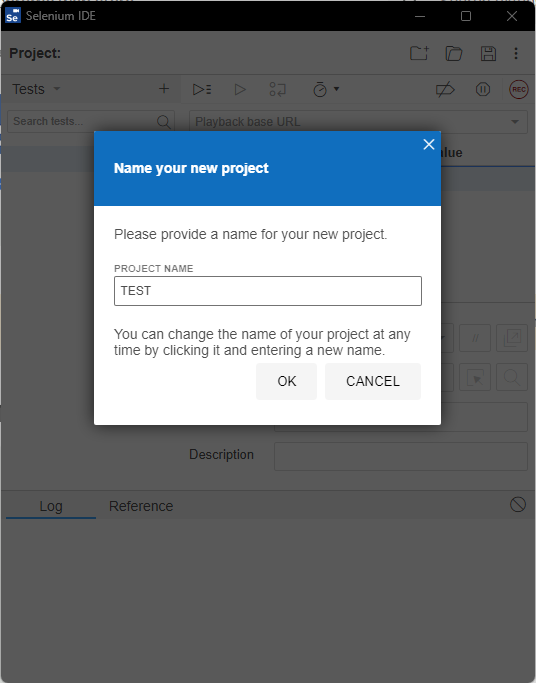 Selenium IDE
Project:
Tests
REC
Search tests...
Playback base URL
alue
Name your new project
Please provide a name for your new project.
PROJECT NAME
TEST
You can change the name of your project at any
time by clicking it and entering a new name.
OK CANCEL
//
Description
Log Reference